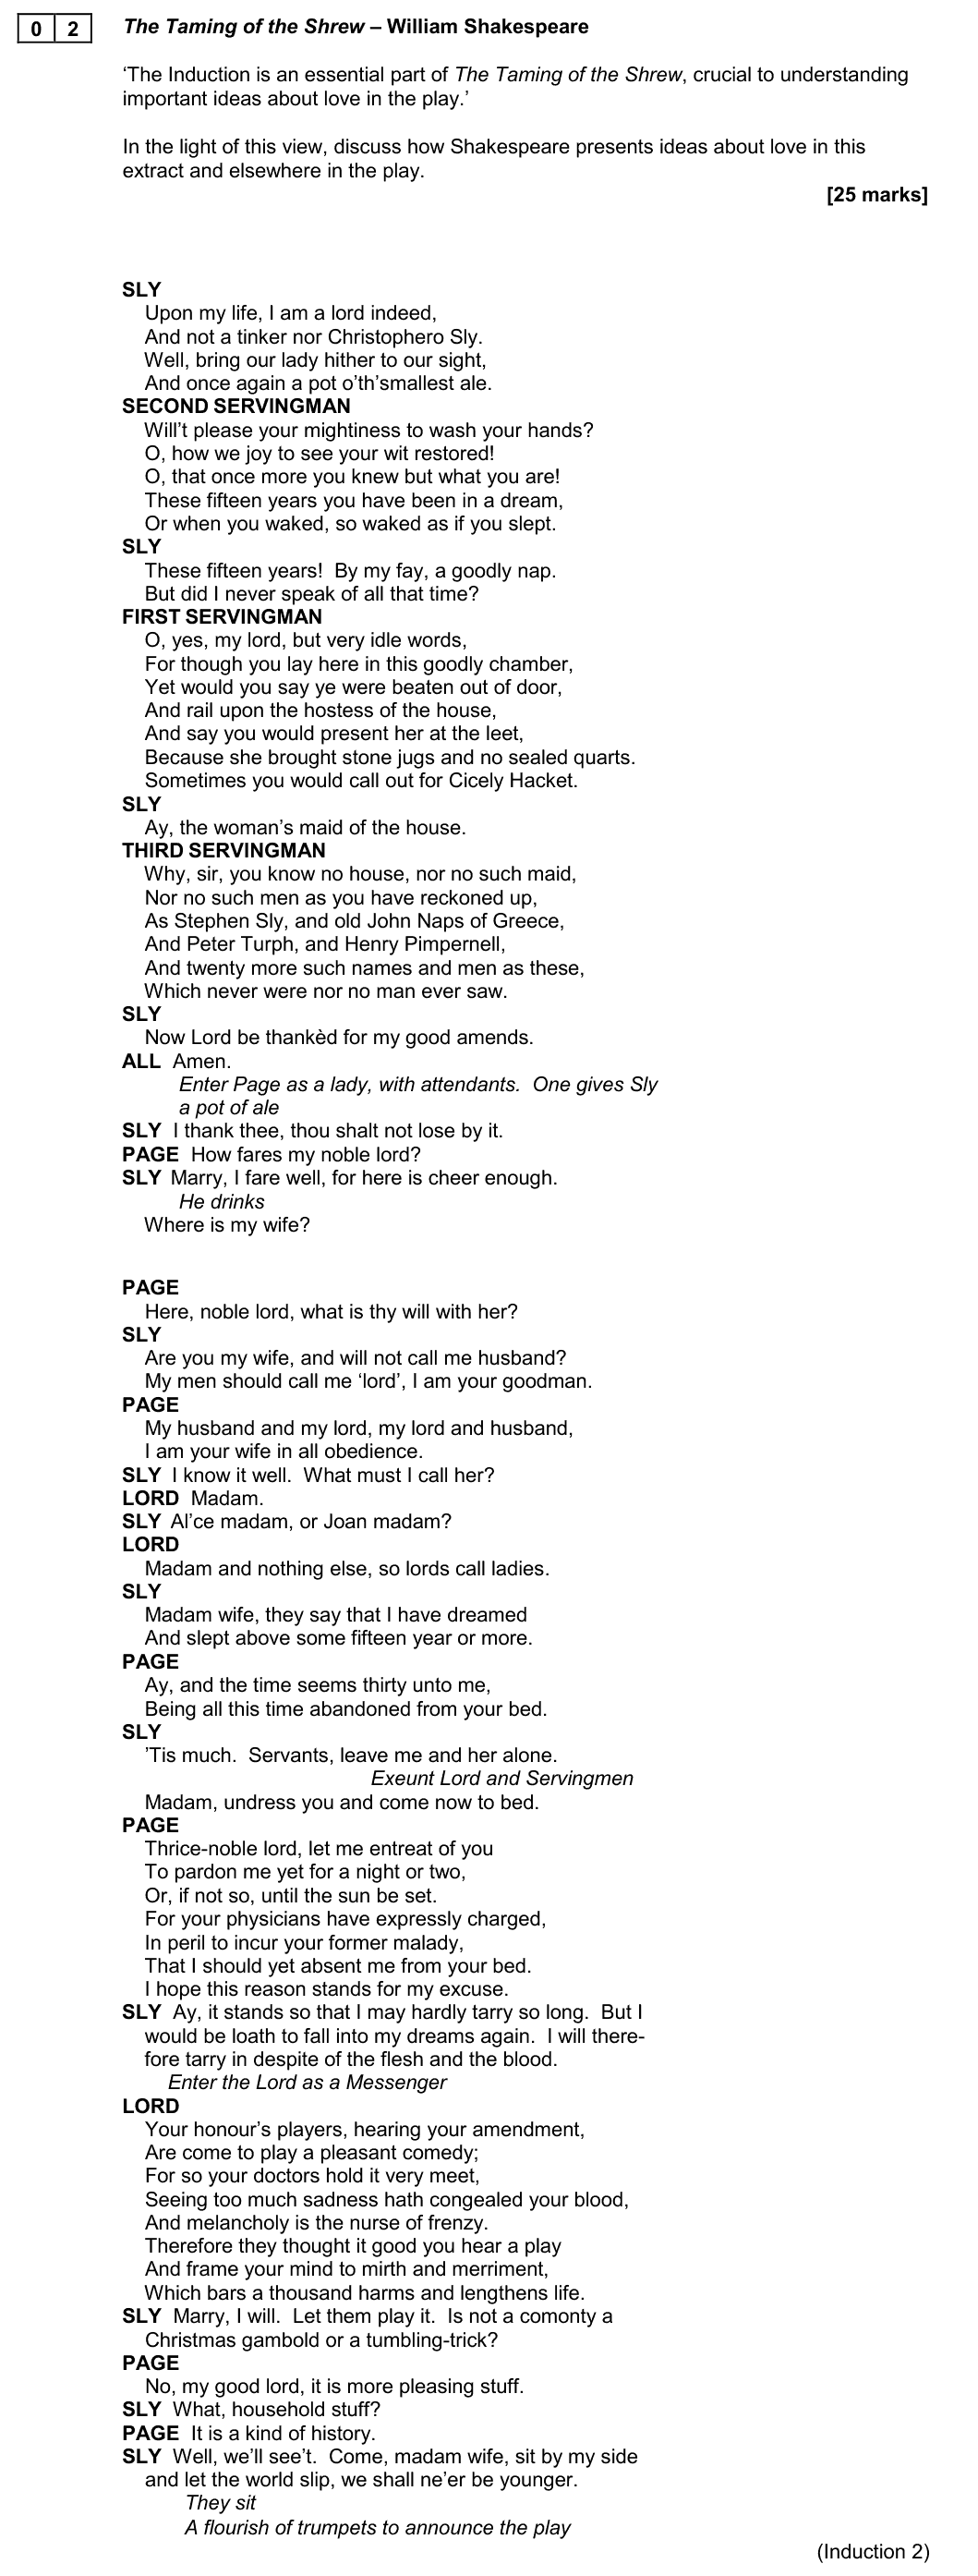 0 2 The Taming of the Shrew – William Shakespeare
‘The Induction is an essential part of The Taming of the Shrew, crucial to understanding
important ideas about love in the play.’
In the light of this view, discuss how Shakespeare presents ideas about love in this
extract and elsewhere in the play.
[25 marks]
SLY
Upon my life, I am a lord indeed,
And not a tinker nor Christophero Sly.
Well, bring our lady hither to our sight,
And once again a pot o’th’smallest ale.
SECOND SERVINGMAN
Will’t please your mightiness to wash your hands?
O, how we joy to see your wit restored!
O, that once more you knew but what you are!
These fifteen years you have been in a dream,
Or when you waked, so waked as if you slept.
SLY
These fifteen years! By my fay, a goodly nap.
But did I never speak of all that time?
FIRST SERVINGMAN
O, yes, my lord, but very idle words,
For though you lay here in this goodly chamber,
Yet would you say ye were beaten out of door,
And rail upon the hostess of the house,
And say you would present her at the leet,
Because she brought stone jugs and no sealed quarts.
Sometimes you would call out for Cicely Hacket.
SLY
Ay, the woman’s maid of the house.
THIRD SERVINGMAN
Why, sir, you know no house, nor no such maid,
Nor no such men as you have reckoned up,
As Stephen Sly, and old John Naps of Greece,
And Peter Turph, and Henry Pimpernell,
And twenty more such names and men as these,
Which never were nor no man ever saw.
SLY
Now Lord be thankèd for my good amends.
ALL Amen.
Enter Page as a lady, with attendants. One gives Sly
a pot of ale
SLY I thank thee, thou shalt not lose by it.
PAGE How fares my noble lord?
SLY Marry, I fare well, for here is cheer enough.
He drinks
Where is my wife?
PAGE
Here, noble lord, what is thy will with her?
SLY
Are you my wife, and will not call me husband?
My men should call me ‘lord’, I am your goodman.
PAGE
My husband and my lord, my lord and husband,
I am your wife in all obedience.
SLY I know it well. What must I call her?
LORD Madam.
SLY Al’ce madam, or Joan madam?
LORD
Madam and nothing else, so lords call ladies.
SLY
Madam wife, they say that I have dreamed
And slept above some fifteen year or more.
PAGE
Ay, and the time seems thirty unto me,
Being all this time abandoned from your bed.
SLY
’Tis much. Servants, leave me and her alone.
Exeunt Lord and Servingmen
Madam, undress you and come now to bed.
PAGE
Thrice-noble lord, let me entreat of you
To pardon me yet for a night or two,
Or, if not so, until the sun be set.
For your physicians have expressly charged,
In peril to incur your former malady,
That I should yet absent me from your bed.
I hope this reason stands for my excuse.
SLY Ay, it stands so that I may hardly tarry so long. But I
would be loath to fall into my dreams again. I will there-
fore tarry in despite of the flesh and the blood.
Enter the Lord as a Messenger
LORD
Your honour’s players, hearing your amendment,
Are come to play a pleasant comedy;
For so your doctors hold it very meet,
Seeing too much sadness hath congealed your blood,
And melancholy is the nurse of frenzy.
Therefore they thought it good you hear a play
And frame your mind to mirth and merriment,
Which bars a thousand harms and lengthens life.
SLY Marry, I will. Let them play it. Is not a comonty a
Christmas gambold or a tumbling-trick?
PAGE
No, my good lord, it is more pleasing stuff.
SLY What, household stuff?
PAGE It is a kind of history.
SLY Well, we’ll see’t. Come, madam wife, sit by my side
and let the world slip, we shall ne’er be younger.
They sit
A flourish of trumpets to announce the play
(Induction 2)